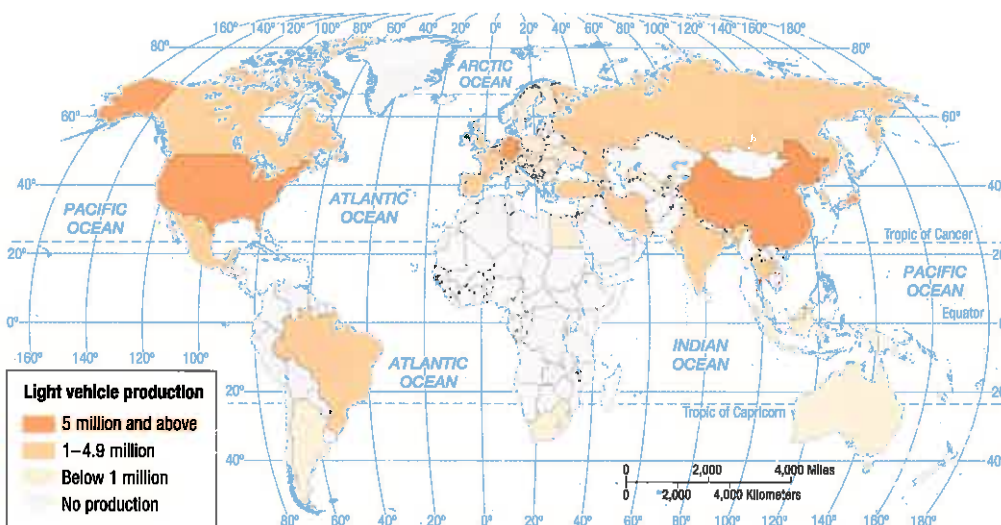 160° 140° 120° 100° 80° 60° 40° 20° 0° 20° 40° 60° 80° 100° 120° 140° 160°
80° 80°
ARCTIC
OCEAN
60° 60°
40° 40°
PACIFIC
OCEAN
ATLANTIC
OCEAN
Tropic of Cancer
20° 20°
PACIFIC
OCEAN
Equator
0° 0°
160° 140° 120° 100°
ATLANTIC
OCEAN
INDIAN
OCEAN
20° 20°
Tropic of Capricorn
40° 40°
Light vehicle production
5 million and above
1–4.9 million
Below 1 million
No production
0 2,000 4,000 Miles
0 2,000 4,000 Kilometers
80° 60° 40° 20° 0° 20° 40° 60° 80° 100° 120° 140° 160° 180°